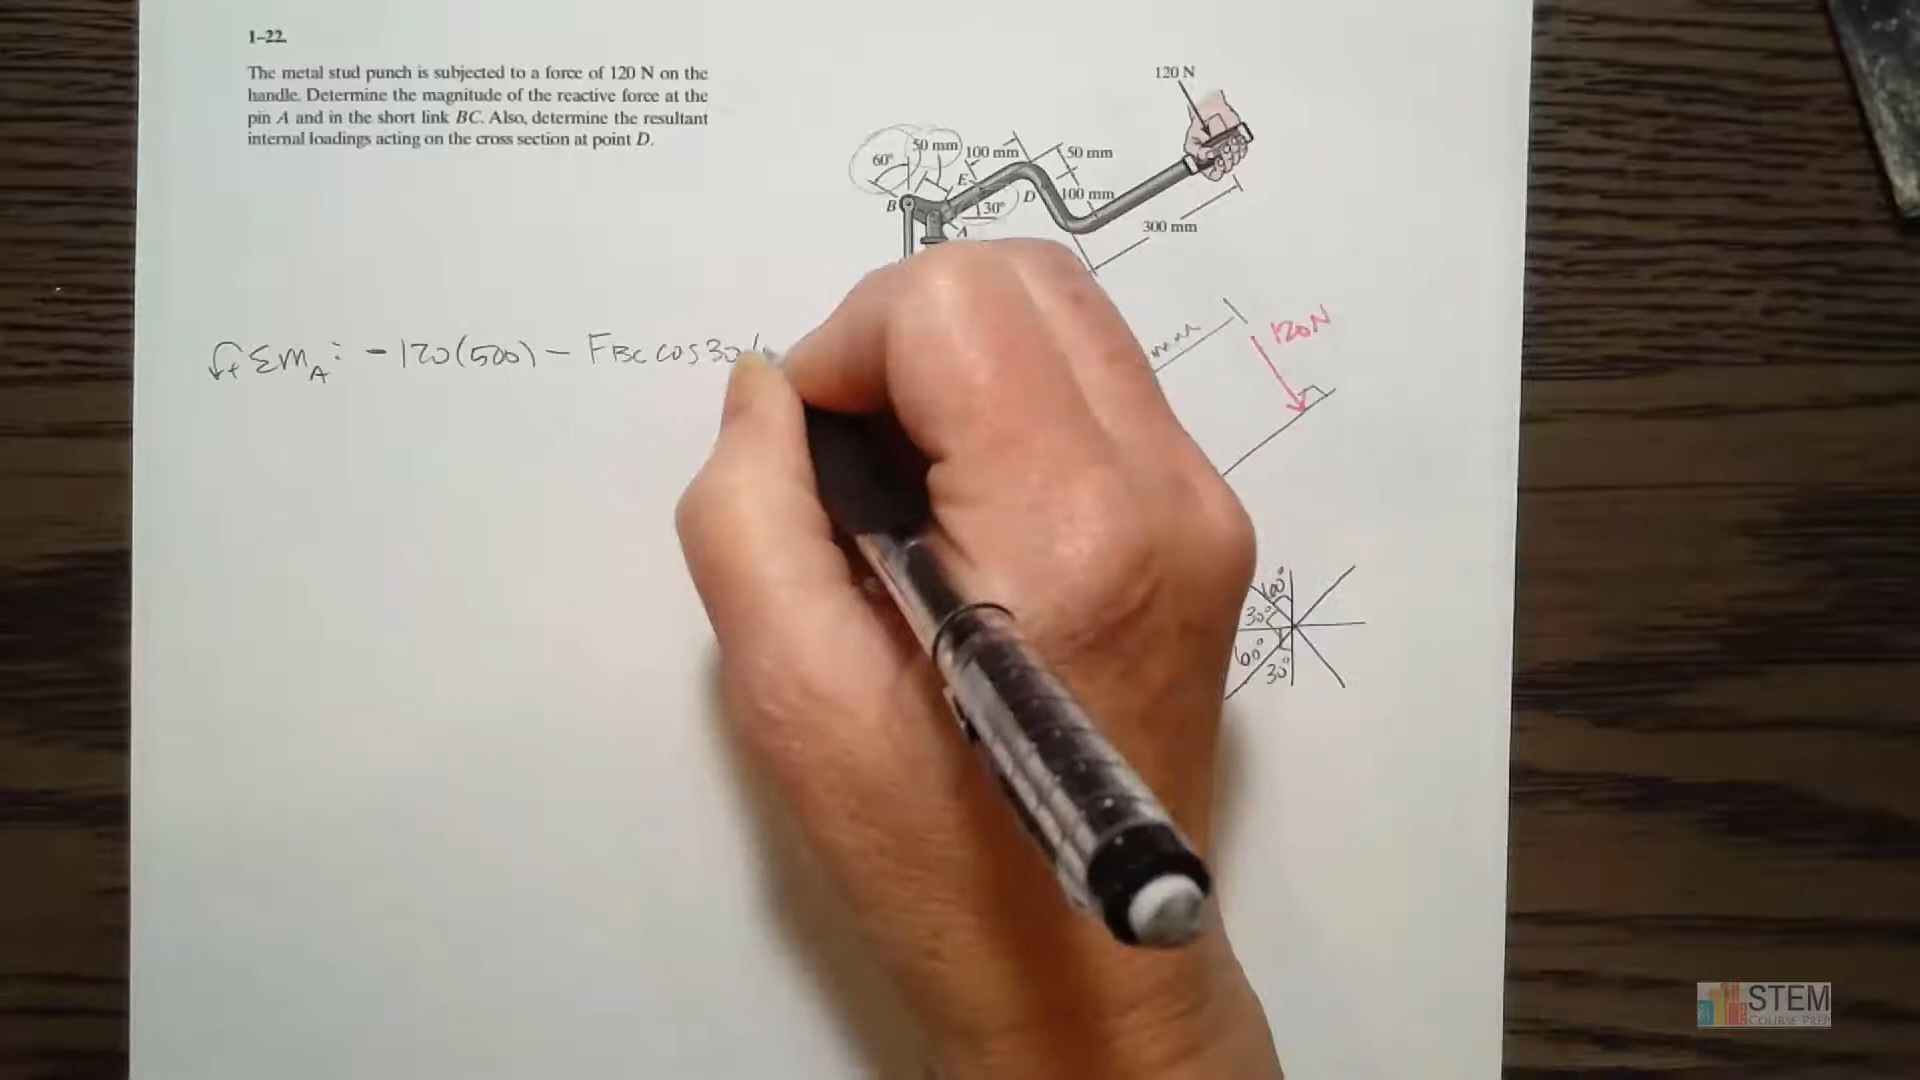 1–22.
The metal stud punch is subjected to a force of 120 N on the
handle. Determine the magnitude of the reactive force at the
pin A and in the short link BC. Also, determine the resultant
internal loadings acting on the cross section at point D.
120 N
60°
50 mm
100 mm
50 mm
E
B
30°
D
100 mm
A
300 mm
120N
ΣMA: -120(500) - FBC cos30(
60°
30°
60°
30°
STEM
COURSE PREP